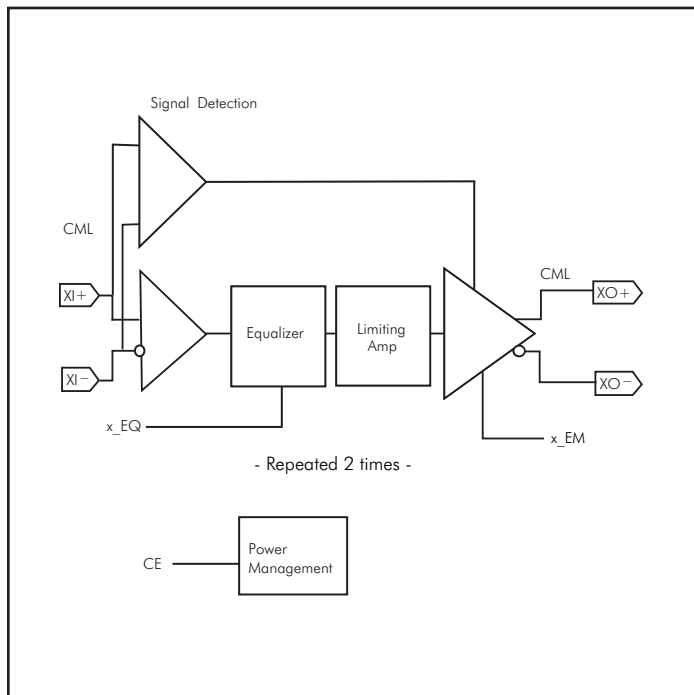 Signal Detection
CML
XI+
XI−
Equalizer
Limiting
Amp
CML
XO+
XO−
x_EQ
x_EM
- Repeated 2 times -
CE
Power
Management